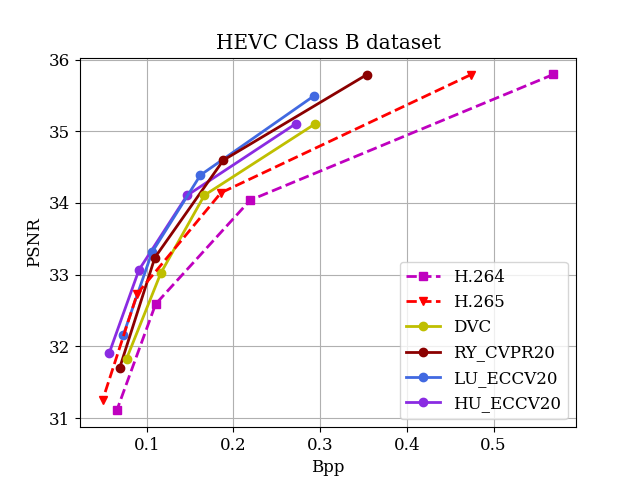 HEVC Class B dataset
PSNR
36
35
34
33
32
31
0.1 0.2 0.3 0.4 0.5
Bpp
H.264
H.265
DVC
RY_CVPR20
LU_ECCV20
HU_ECCV20